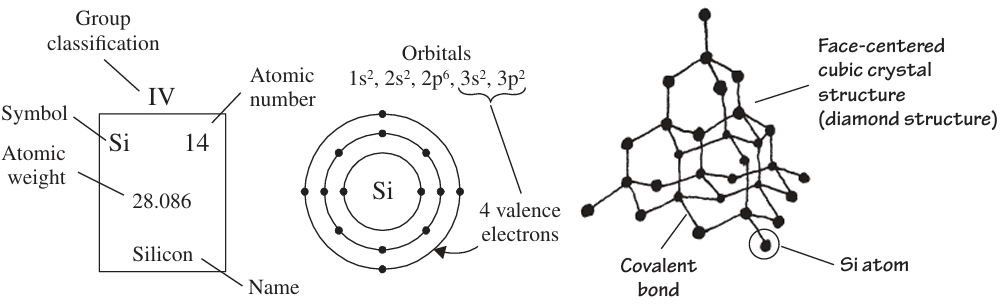 Group
classification
IV
Symbol
Atomic
number
Si
14
Atomic
weight
28.086
Silicon
Name
Orbitals
1s², 2s², 2p⁶, 3s², 3p²
Si
4 valence
electrons
Face-centered
cubic crystal
structure
(diamond structure)
Covalent
bond
Si atom